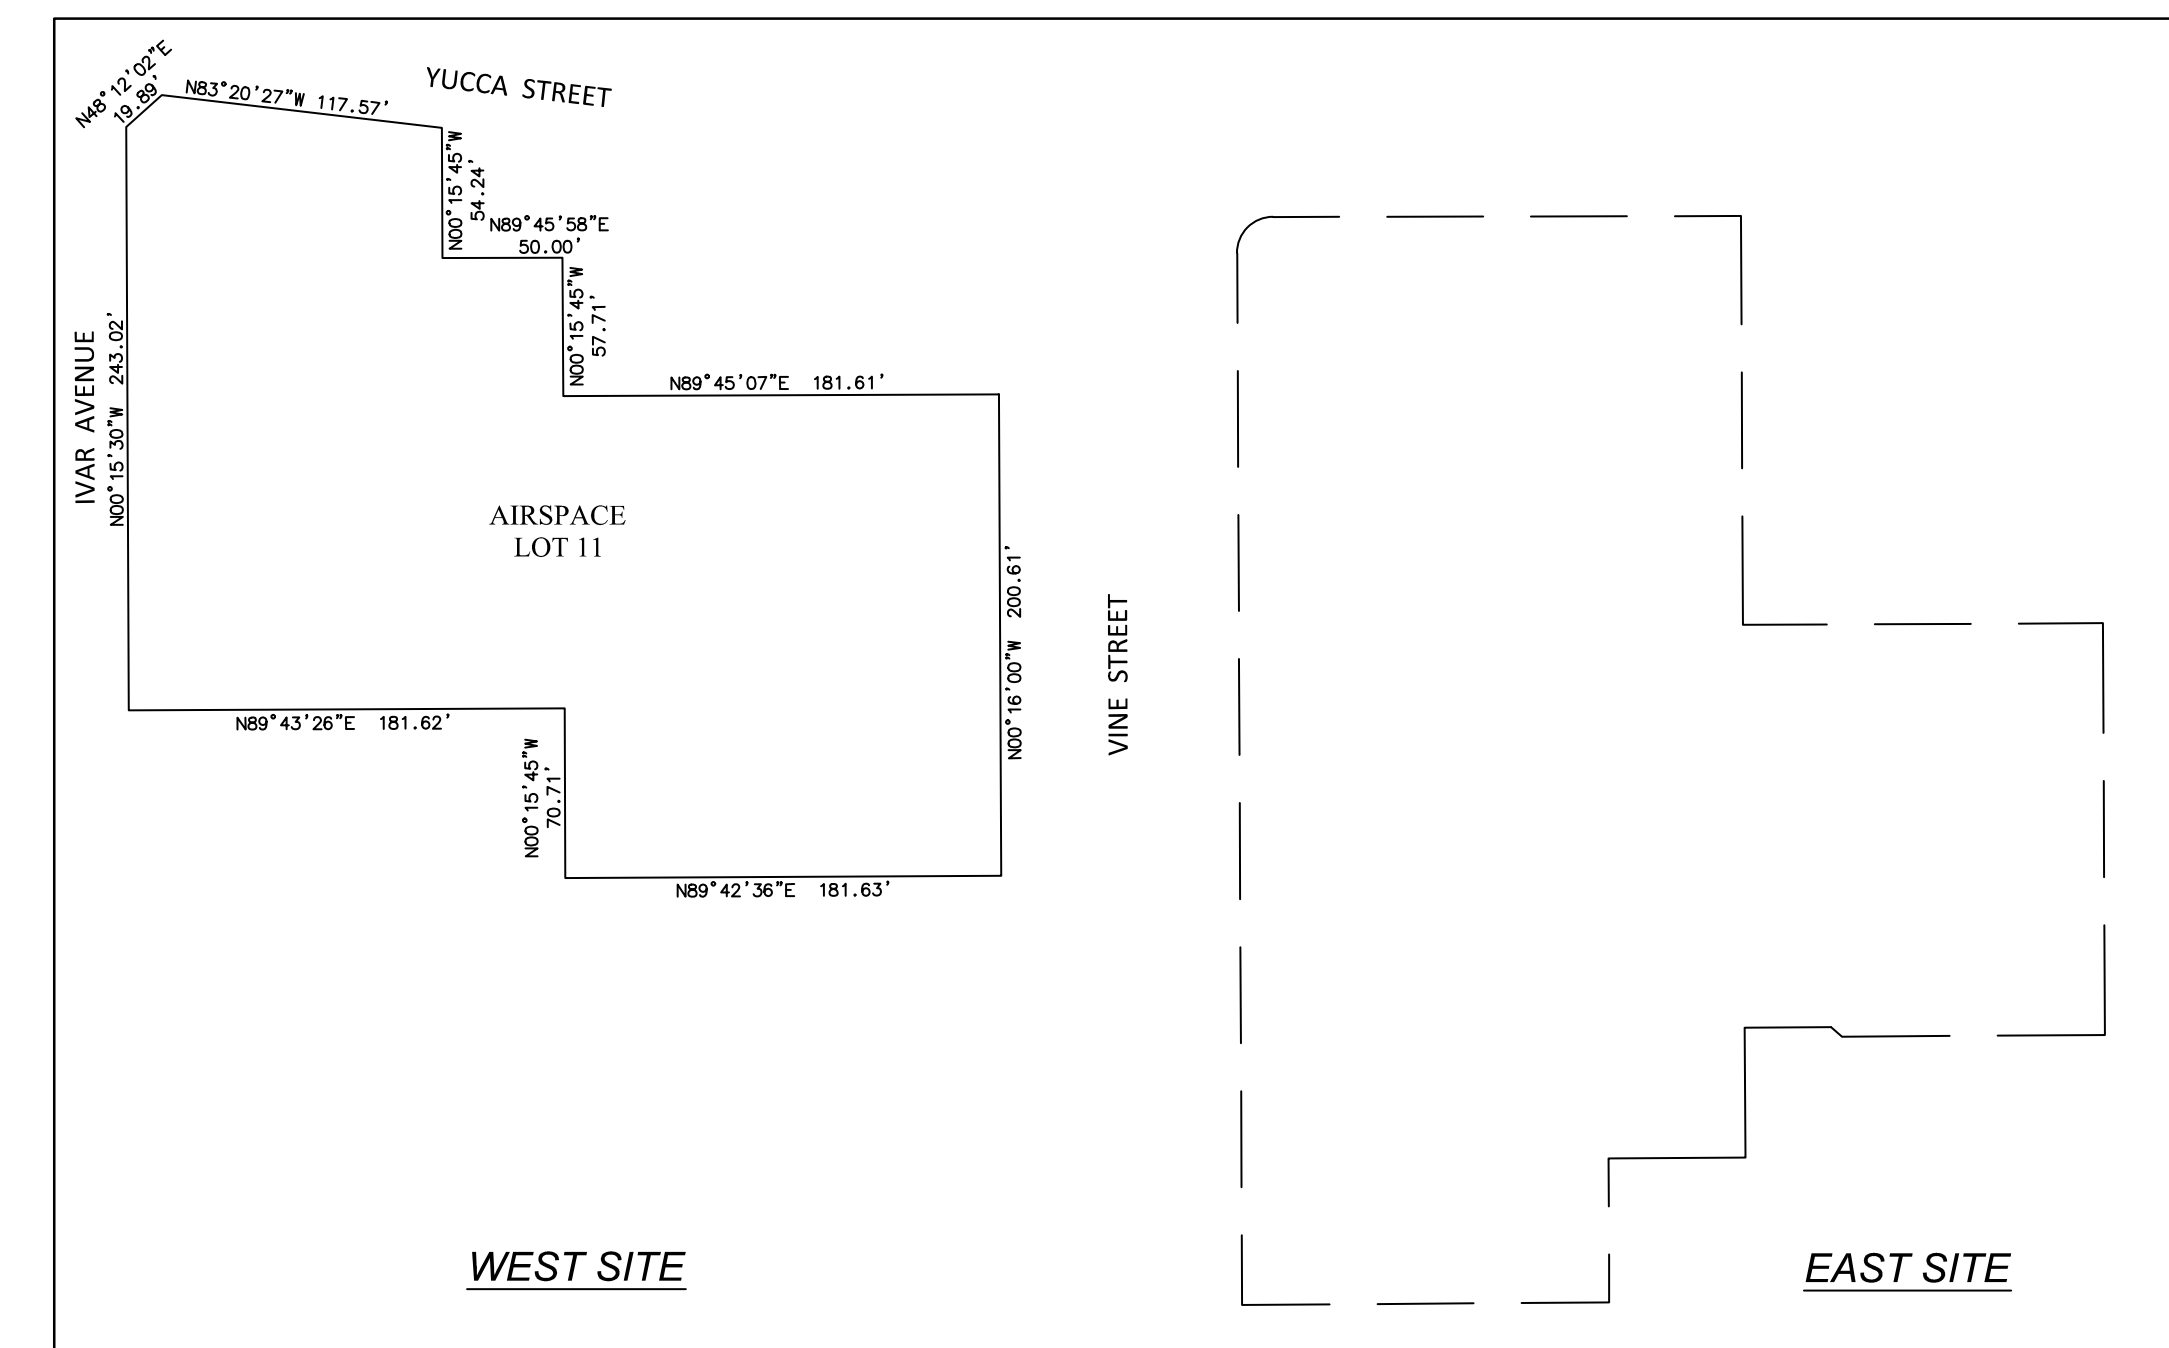 N48°12'02"E
19.89'
N83°20'27"W 117.57'
YUCCA STREET
N00°15'45"W
54.24'
N89°45'58"E
50.00'
N00°15'45"W
57.71'
IVAR AVENUE
N00°15'30"W 243.02'
N89°45'07"E 181.61'
AIRSPACE
LOT 11
N00°16'00"W 200.61'
VINE STREET
N89°43'26"E 181.62'
N00°15'45"W
70.71'
N89°42'36"E 181.63'
WEST SITE
EAST SITE